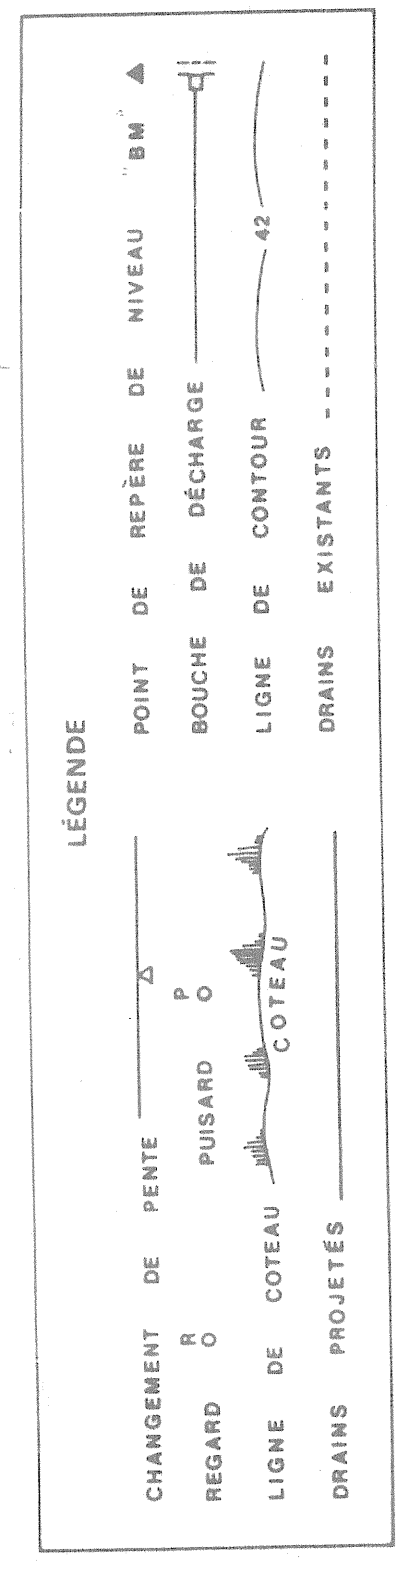 LÉGENDE
CHANGEMENT DE PENTE
REGARD R
PUISARD P
LIGNE DE COTEAU COTEAU
DRAINS PROJETÉS
POINT DE REPÈRE DE NIVEAU "BM"
BOUCHE DE DÉCHARGE
LIGNE DE CONTOUR 42
DRAINS EXISTANTS